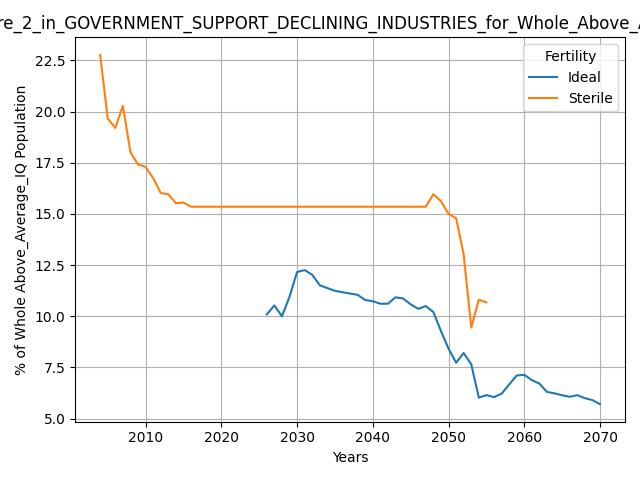 re_2_in_GOVERNMENT_SUPPORT_DECLINING_INDUSTRIES_for_Whole_Above_A
Fertility
Ideal
Sterile
% of Whole Above_Average_IQ Population
22.5
20.0
17.5
15.0
12.5
10.0
7.5
5.0
2010
2020
2030
2040
2050
2060
2070
Years